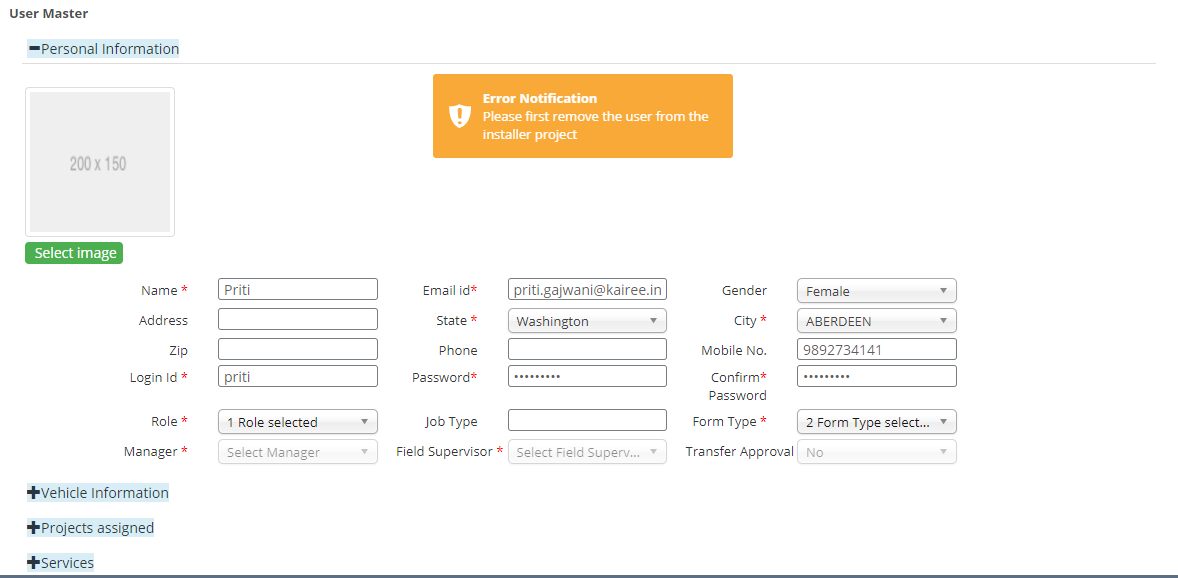 User Master
Personal Information
Error Notification
Please first remove the user from the
installer project
200 x 150
Select image
Name * Priti Email id* priti.gajwani@kairee.in Gender Female
Address State * Washington City * ABERDEEN
Zip Phone Mobile No. 9892734141
Login Id * priti Password* ••••••••• Confirm* •••••••••
Password
Role * 1 Role selected Job Type Form Type * 2 Form Type select...
Manager * Select Manager Field Supervisor * Select Field Superv... Transfer Approval No
Vehicle Information
Projects assigned
Services